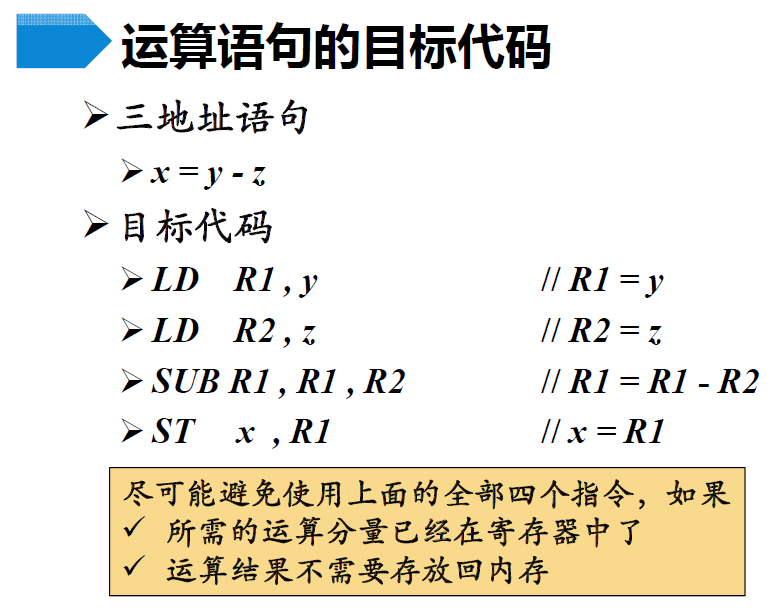 运算语句的目标代码
三地址语句
x = y - z
目标代码
LD R1 , y // R1 = y
LD R2 , z // R2 = z
SUB R1 , R1 , R2 // R1 = R1 - R2
ST x , R1 // x = R1
尽可能避免使用上面的全部四个指令，如果
✓ 所需的运算分量已经在寄存器中了
✓ 运算结果不需要存放回内存